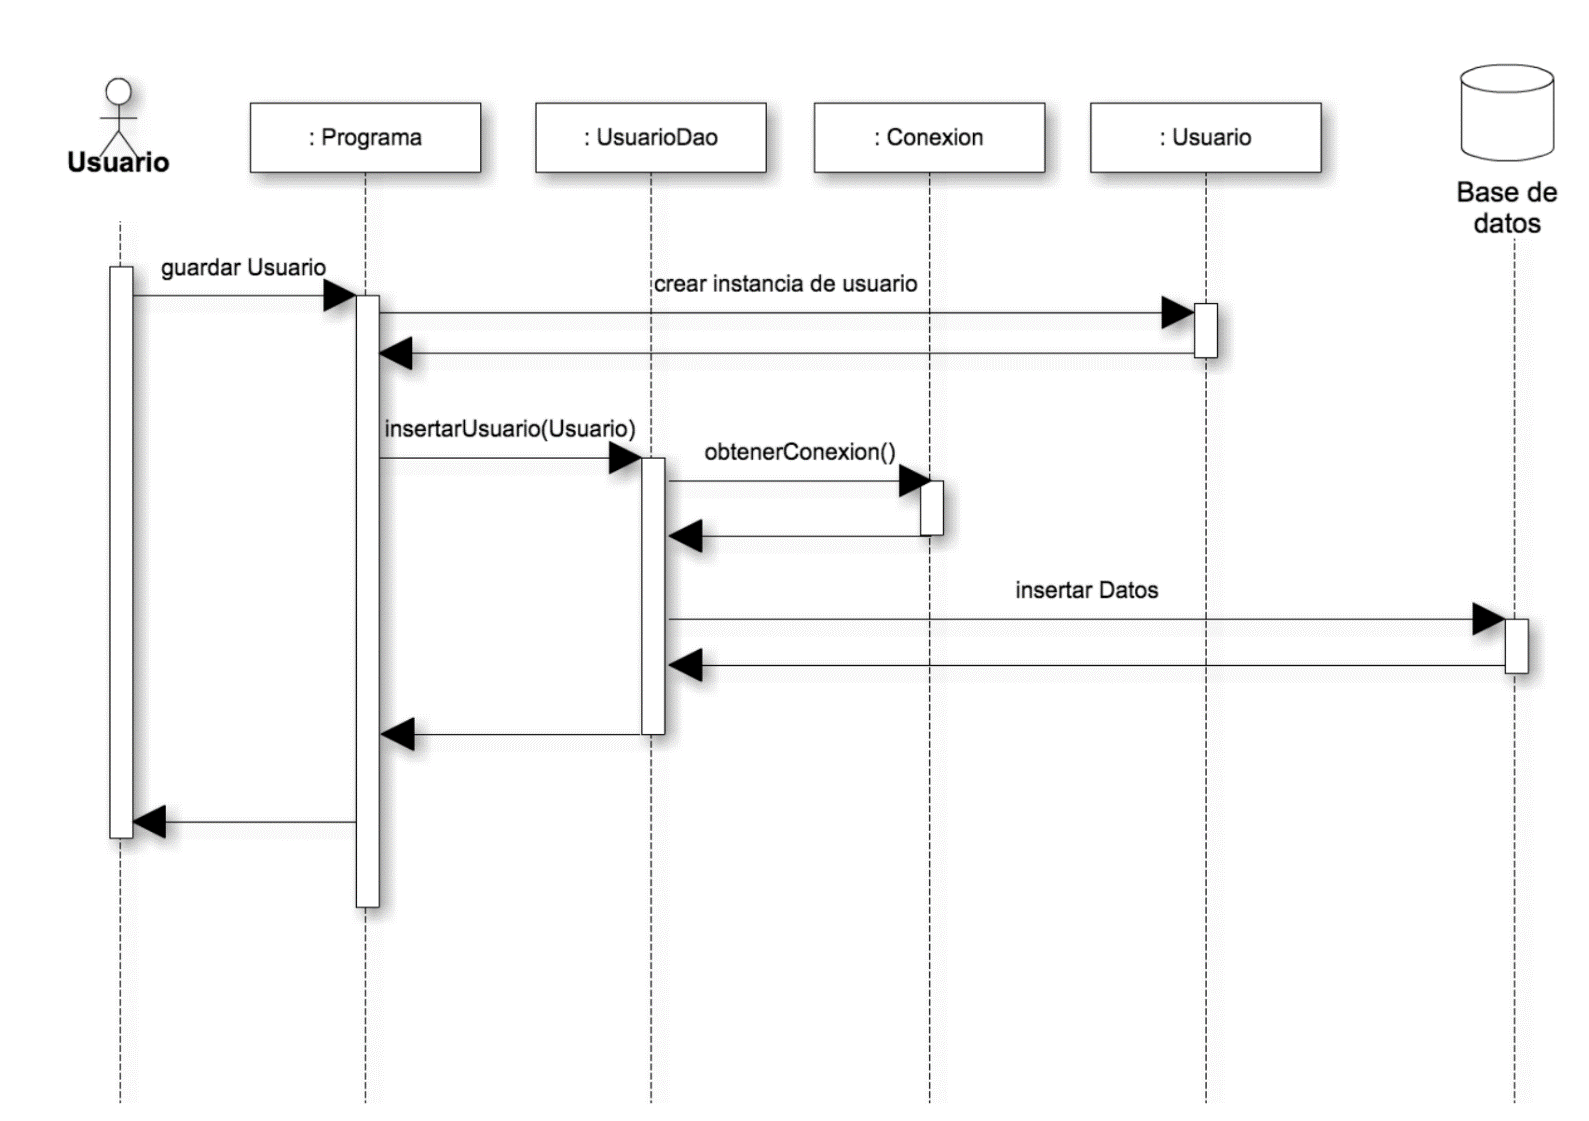 Usuario
: Programa
: UsuarioDao
: Conexion
: Usuario
Base de
datos
guardar Usuario
crear instancia de usuario
insertarUsuario(Usuario)
obtenerConexion()
insertar Datos